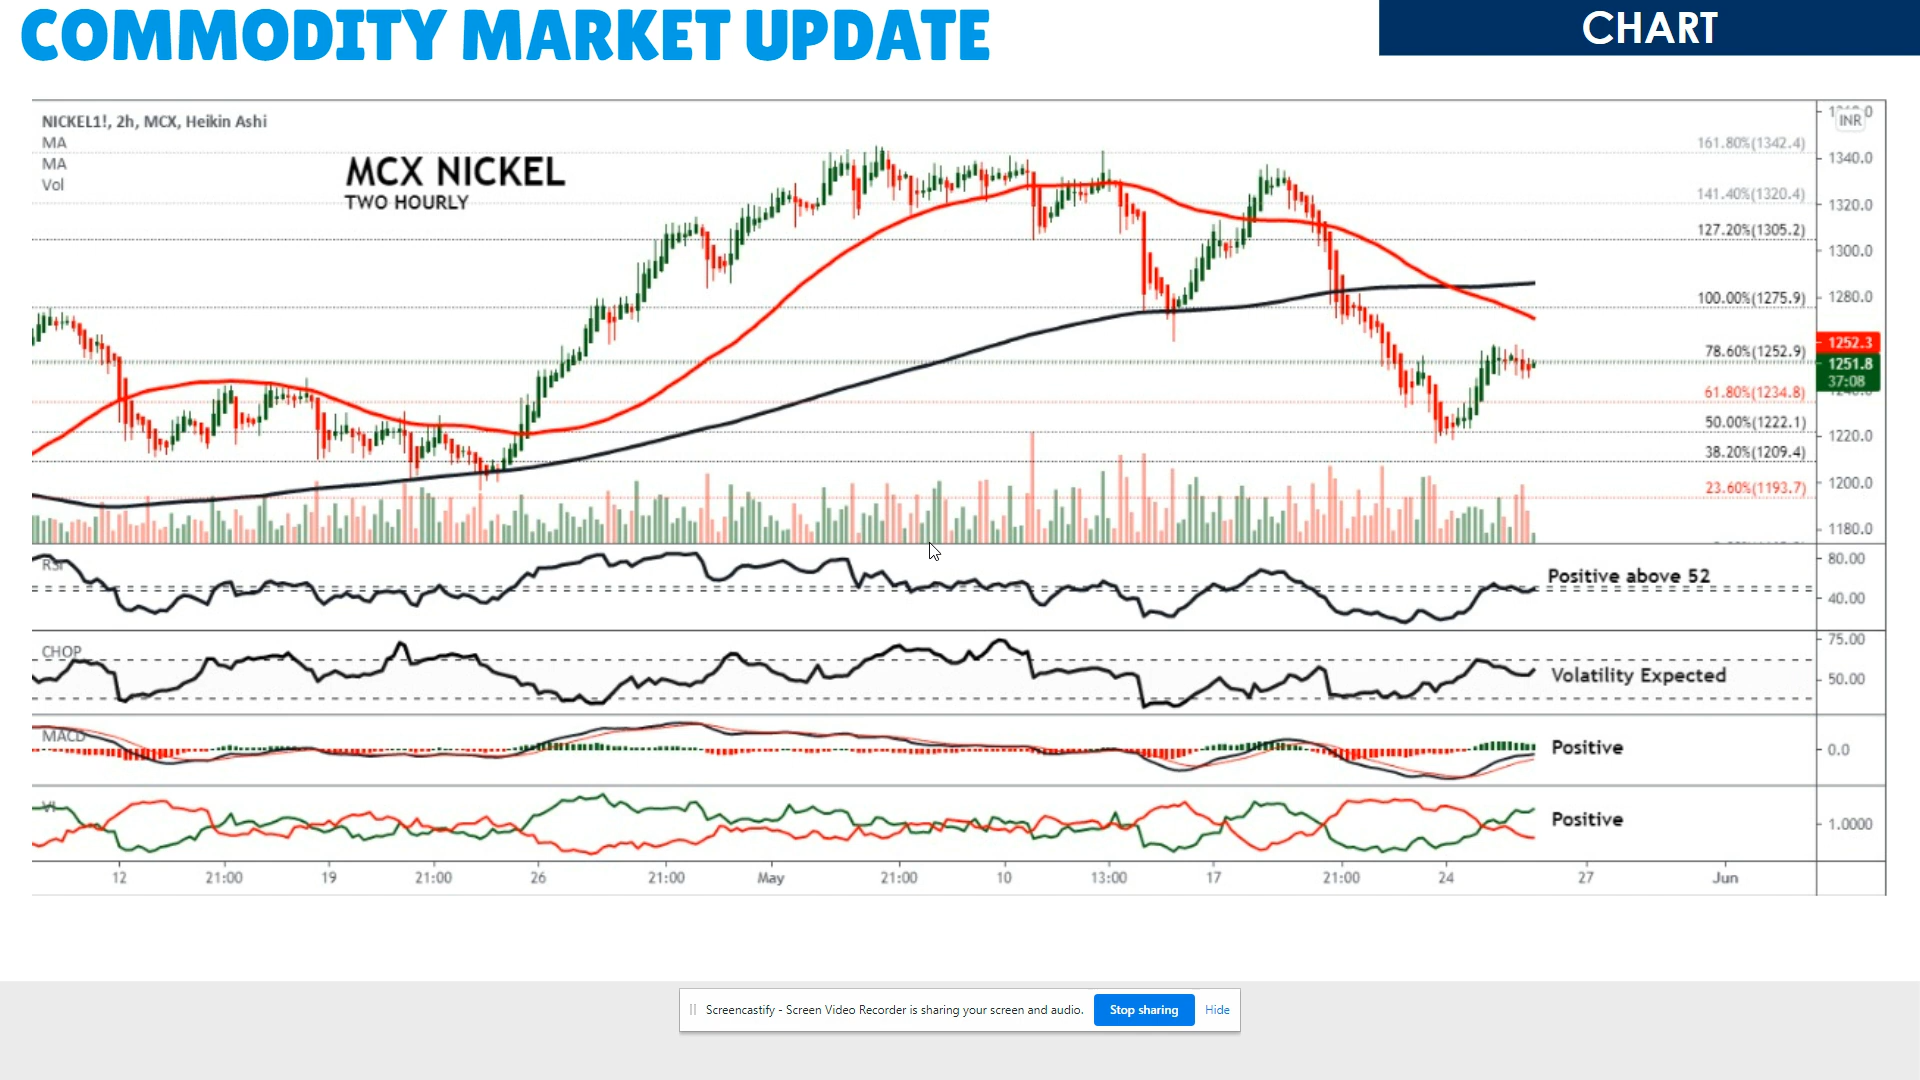 COMMODITY MARKET UPDATE
CHART
NICKEL1!, 2h, MCX, Heikin Ashi
MA
MA
Vol
MCX NICKEL
TWO HOURLY
INR
161.80%(1342.4)
141.40%(1320.4)
127.20%(1305.2)
100.00%(1275.9)
78.60%(1252.9)
61.80%(1234.8)
50.00%(1222.1)
38.20%(1209.4)
23.60%(1193.7)
1340.0
1320.0
1300.0
1280.0
1252.3
1251.8
37:08
1220.0
1200.0
1180.0
RSI
Positive above 52
80.00
40.00
CHOP
Volatility Expected
75.00
50.00
MACD
Positive
0.0
VI
Positive
1.0000
12 21:00 19 21:00 26 21:00 May 21:00 10 13:00 17 21:00 24 27 Jun
Screencastify - Screen Video Recorder is sharing your screen and audio. Stop sharing Hide